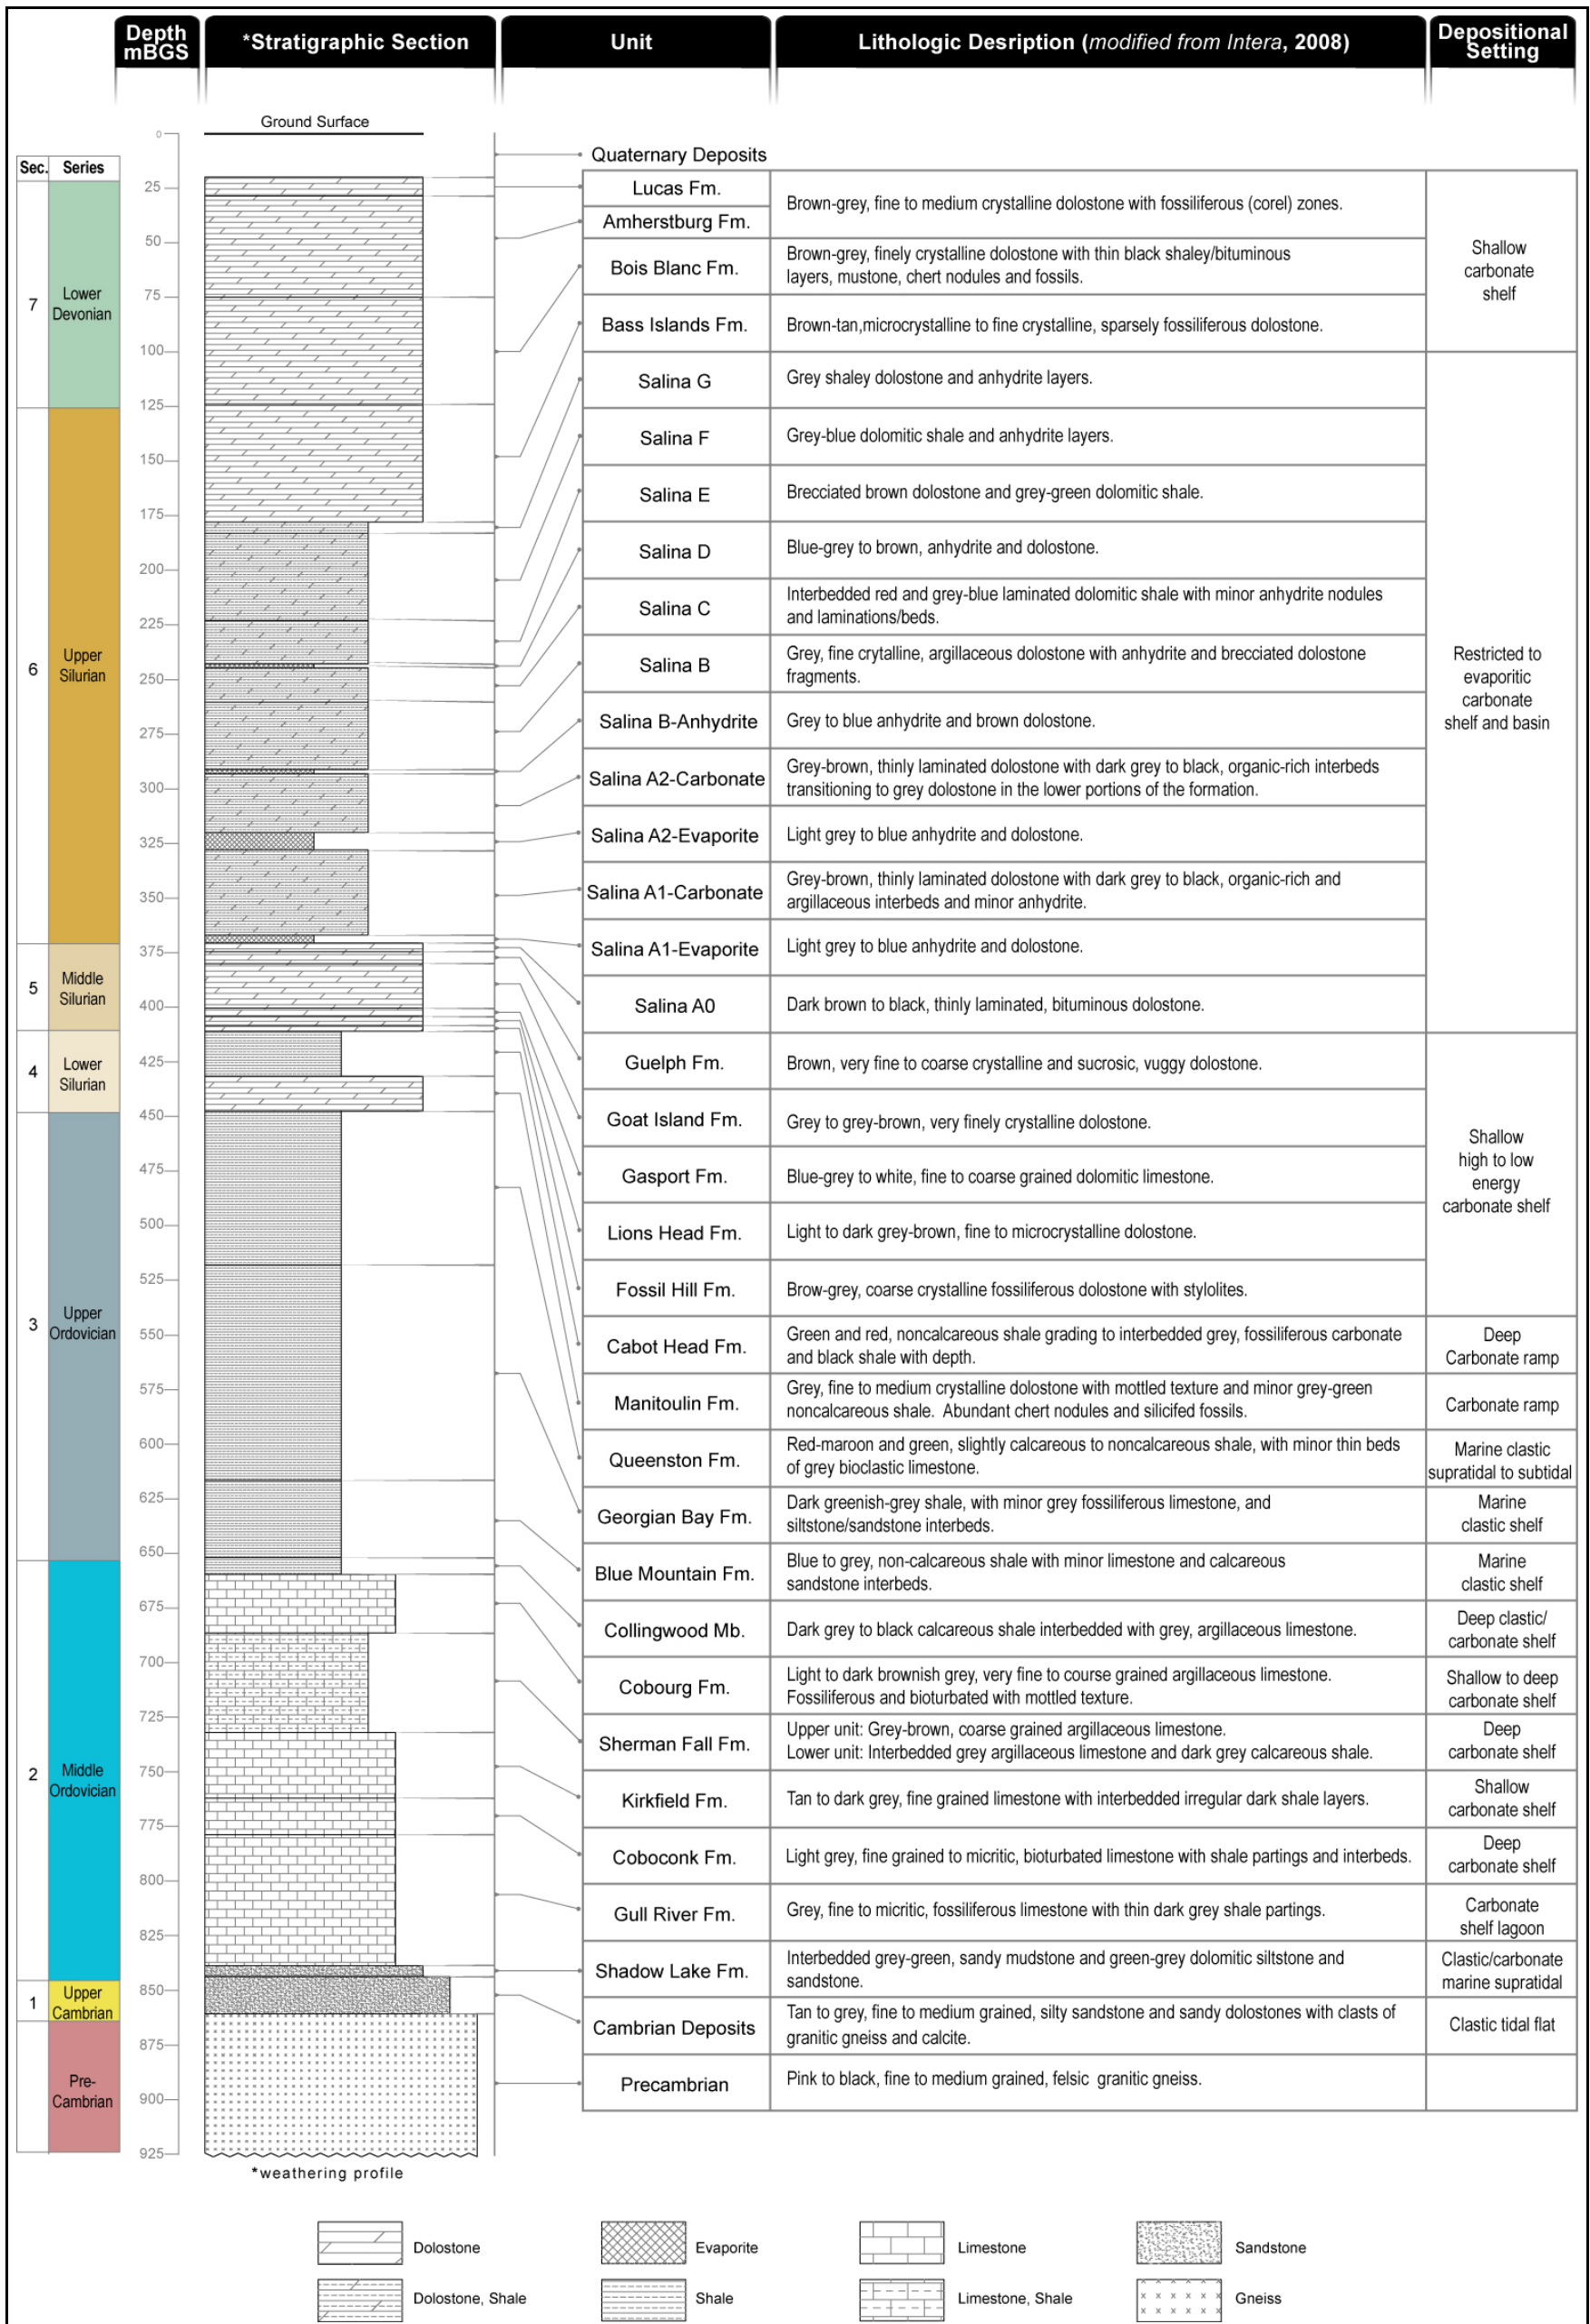 Depth
mBGS
*Stratigraphic Section
Unit
Lithologic Desription (modified from Intera, 2008)
Depositional
Setting
Ground Surface
Sec.
Series
7
Lower
Devonian
6
Upper
Silurian
5
Middle
Silurian
4
Lower
Silurian
3
Upper
Ordovician
2
Middle
Ordovician
1
Upper
Cambrian
Pre-
Cambrian
0
25
50
75
100
125
150
175
200
225
250
275
300
325
350
375
400
425
450
475
500
525
550
575
600
625
650
675
700
725
750
775
800
825
850
875
900
925
*weathering profile
Quaternary Deposits
Lucas Fm.
Amherstburg Fm.
Brown-grey, fine to medium crystalline dolostone with fossiliferous (corel) zones.
Bois Blanc Fm.
Brown-grey, finely crystalline dolostone with thin black shaley/bituminous
layers, mustone, chert nodules and fossils.
Bass Islands Fm.
Brown-tan,microcrystalline to fine crystalline, sparsely fossiliferous dolostone.
Shallow
carbonate
shelf
Salina G
Grey shaley dolostone and anhydrite layers.
Salina F
Grey-blue dolomitic shale and anhydrite layers.
Salina E
Brecciated brown dolostone and grey-green dolomitic shale.
Salina D
Blue-grey to brown, anhydrite and dolostone.
Salina C
Interbedded red and grey-blue laminated dolomitic shale with minor anhydrite nodules
and laminations/beds.
Salina B
Grey, fine crytalline, argillaceous dolostone with anhydrite and brecciated dolostone
fragments.
Salina B-Anhydrite
Grey to blue anhydrite and brown dolostone.
Salina A2-Carbonate
Grey-brown, thinly laminated dolostone with dark grey to black, organic-rich interbeds
transitioning to grey dolostone in the lower portions of the formation.
Salina A2-Evaporite
Light grey to blue anhydrite and dolostone.
Salina A1-Carbonate
Grey-brown, thinly laminated dolostone with dark grey to black, organic-rich and
argillaceous interbeds and minor anhydrite.
Salina A1-Evaporite
Light grey to blue anhydrite and dolostone.
Salina A0
Dark brown to black, thinly laminated, bituminous dolostone.
Restricted to
evaporitic
carbonate
shelf and basin
Guelph Fm.
Brown, very fine to coarse crystalline and sucrosic, vuggy dolostone.
Goat Island Fm.
Grey to grey-brown, very finely crystalline dolostone.
Gasport Fm.
Blue-grey to white, fine to coarse grained dolomitic limestone.
Lions Head Fm.
Light to dark grey-brown, fine to microcrystalline dolostone.
Fossil Hill Fm.
Brow-grey, coarse crystalline fossiliferous dolostone with stylolites.
Shallow
high to low
energy
carbonate shelf
Cabot Head Fm.
Green and red, noncalcareous shale grading to interbedded grey, fossiliferous carbonate
and black shale with depth.
Deep
Carbonate ramp
Manitoulin Fm.
Grey, fine to medium crystalline dolostone with mottled texture and minor grey-green
noncalcareous shale. Abundant chert nodules and silicifed fossils.
Carbonate ramp
Queenston Fm.
Red-maroon and green, slightly calcareous to noncalcareous shale, with minor thin beds
of grey bioclastic limestone.
Marine clastic
supratidal to subtidal
Georgian Bay Fm.
Dark greenish-grey shale, with minor grey fossiliferous limestone, and
siltstone/sandstone interbeds.
Marine
clastic shelf
Blue Mountain Fm.
Blue to grey, non-calcareous shale with minor limestone and calcareous
sandstone interbeds.
Marine
clastic shelf
Collingwood Mb.
Dark grey to black calcareous shale interbedded with grey, argillaceous limestone.
Deep clastic/
carbonate shelf
Cobourg Fm.
Light to dark brownish grey, very fine to course grained argillaceous limestone.
Fossiliferous and bioturbated with mottled texture.
Shallow to deep
carbonate shelf
Sherman Fall Fm.
Upper unit: Grey-brown, coarse grained argillaceous limestone.
Lower unit: Interbedded grey argillaceous limestone and dark grey calcareous shale.
Deep
carbonate shelf
Kirkfield Fm.
Tan to dark grey, fine grained limestone with interbedded irregular dark shale layers.
Shallow
carbonate shelf
Coboconk Fm.
Light grey, fine grained to micritic, bioturbated limestone with shale partings and interbeds.
Deep
carbonate shelf
Gull River Fm.
Grey, fine to micritic, fossiliferous limestone with thin dark grey shale partings.
Carbonate
shelf lagoon
Shadow Lake Fm.
Interbedded grey-green, sandy mudstone and green-grey dolomitic siltstone and
sandstone.
Clastic/carbonate
marine supratidal
Cambrian Deposits
Tan to grey, fine to medium grained, silty sandstone and sandy dolostones with clasts of
granitic gneiss and calcite.
Clastic tidal flat
Precambrian
Pink to black, fine to medium grained, felsic granitic gneiss.
Dolostone
Evaporite
Limestone
Sandstone
Dolostone, Shale
Shale
Limestone, Shale
Gneiss